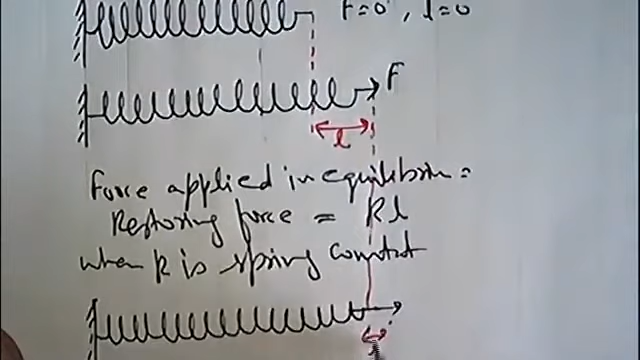 F=0, l=0
F
l
Force applied in equilibrium =
Restoring force = kl
when k is spring constant